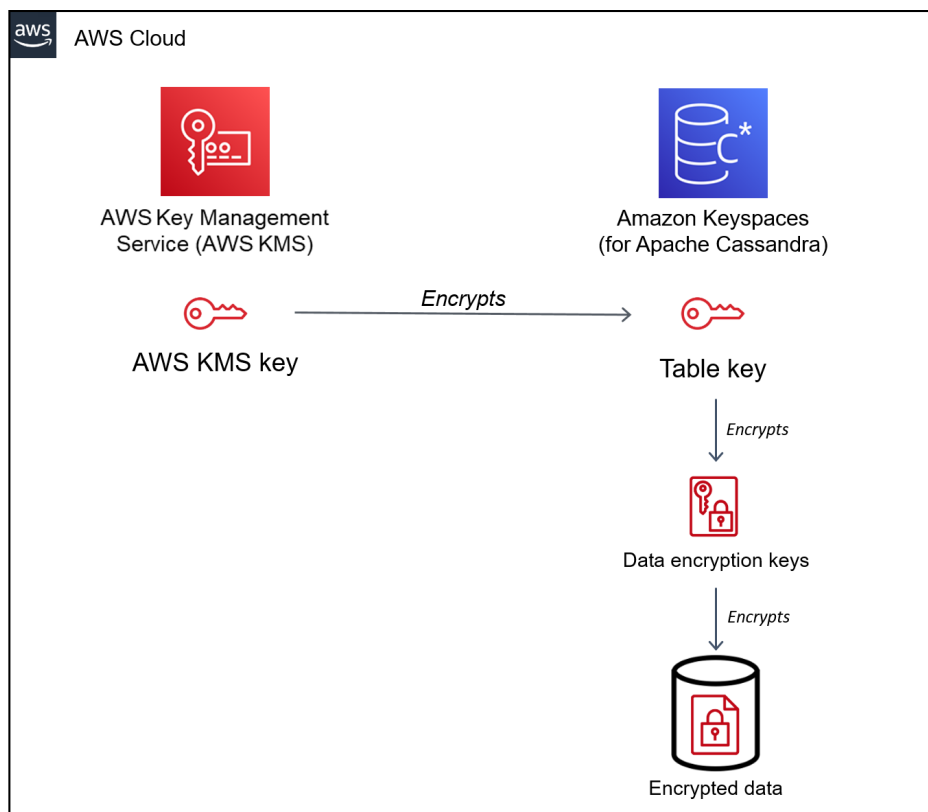 aws
AWS Cloud
C*
AWS Key Management
Service (AWS KMS)
Amazon Keyspaces
(for Apache Cassandra)
Encrypts
AWS KMS key
Table key
Encrypts
Data encryption keys
Encrypts
Encrypted data